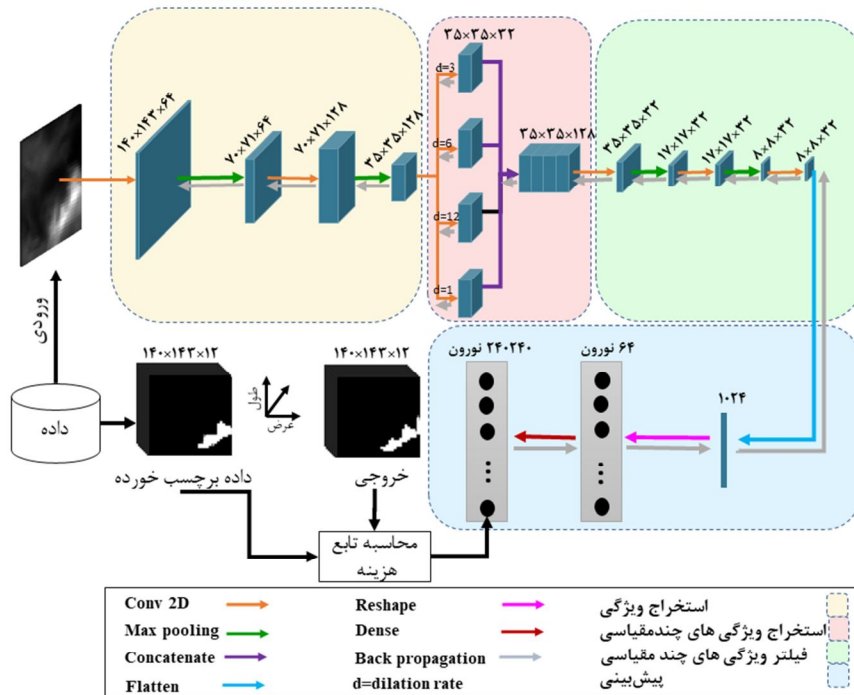 ۱۴۰×۱۴۳×۶۴
۷۰×۷۱×۶۴
۷۰×۷۱×۱۲۸
۳۵×۳۵×۱۲۸
۳۵×۳۵×۳۲
d=3
d=6
d=12
d=1
۳۵×۳۵×۱۲۸
۳۵×۳۵×۳۲
۱۷×۱۷×۳۲
۱۷×۱۷×۳۲
۸×۸×۳۲
۸×۸×۳۲
ورودی
داده
۱۴۰×۱۴۳×۱۲
داده برچسب خورده
طول
عرض
۱۴۰×۱۴۳×۱۲
خروجی
محاسبه تابع
هزینه
۲۴۰۲۴۰ نورون
۶۴ نورون
۱۰۲۴
Conv 2D
Max pooling
Concatenate
Flatten
Reshape
Dense
Back propagation
d=dilation rate
استخراج ویژگی
استخراج ویژگی های چندمقیاسی
فیلتر ویژگی های چند مقیاسی
پیش‌بینی